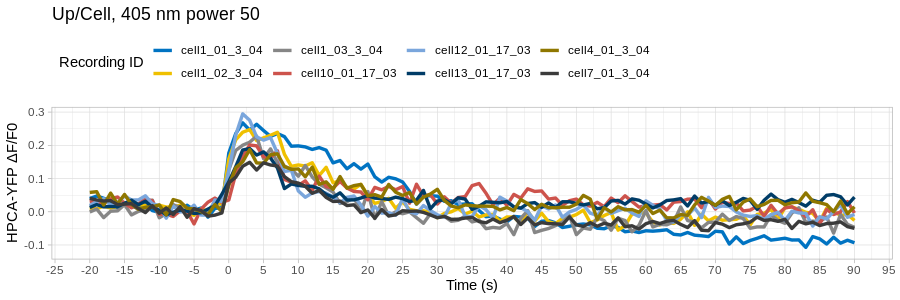 Up/Cell, 405 nm power 50
Recording ID
cell1_01_3_04 cell1_03_3_04 cell12_01_17_03 cell4_01_3_04
cell1_02_3_04 cell10_01_17_03 cell13_01_17_03 cell7_01_3_04
HPCA-YFP ΔF/F0
0.3
0.2
0.1
0.0
-0.1
-25 -20 -15 -10 -5 0 5 10 15 20 25 30 35 40 45 50 55 60 65 70 75 80 85 90 95
Time (s)